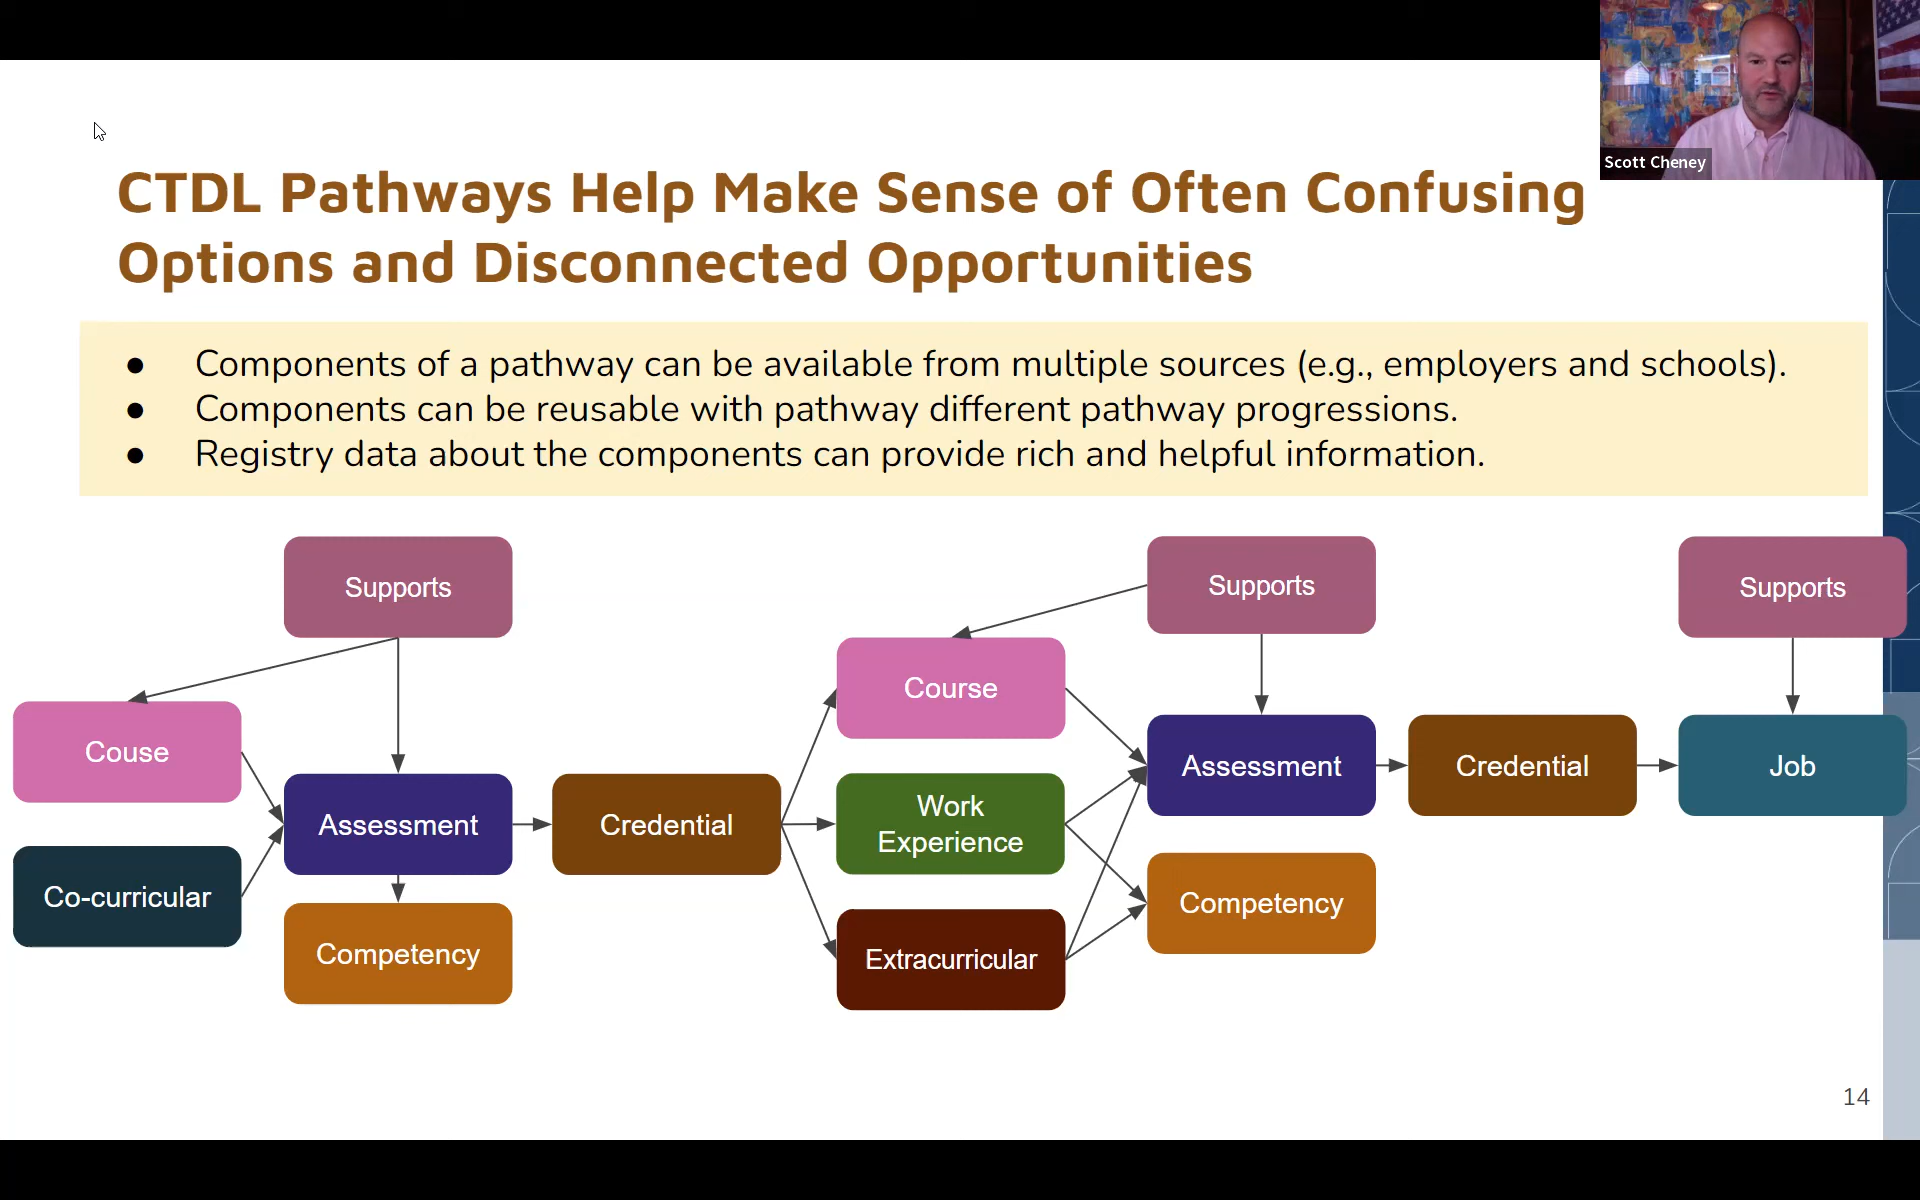 Scott Cheney
CTDL Pathways Help Make Sense of Often Confusing
Options and Disconnected Opportunities
● Components of a pathway can be available from multiple sources (e.g., employers and schools).
● Components can be reusable with pathway different pathway progressions.
● Registry data about the components can provide rich and helpful information.
Supports
Couse
Co-curricular
Assessment
Competency
Credential
Course
Work
Experience
Extracurricular
Supports
Assessment
Competency
Credential
Supports
Job
14